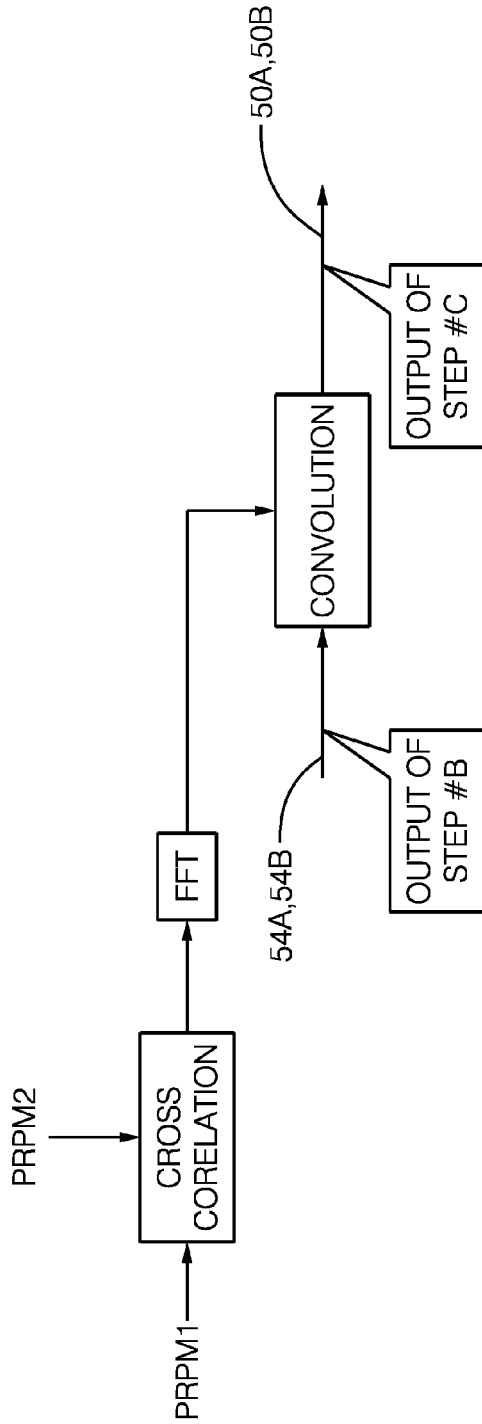 PRPM2
PRPM1
CROSS
CORELATION
FFT
54A,54B
50A,50B
CONVOLUTION
OUTPUT OF
STEP #B
OUTPUT OF
STEP #C